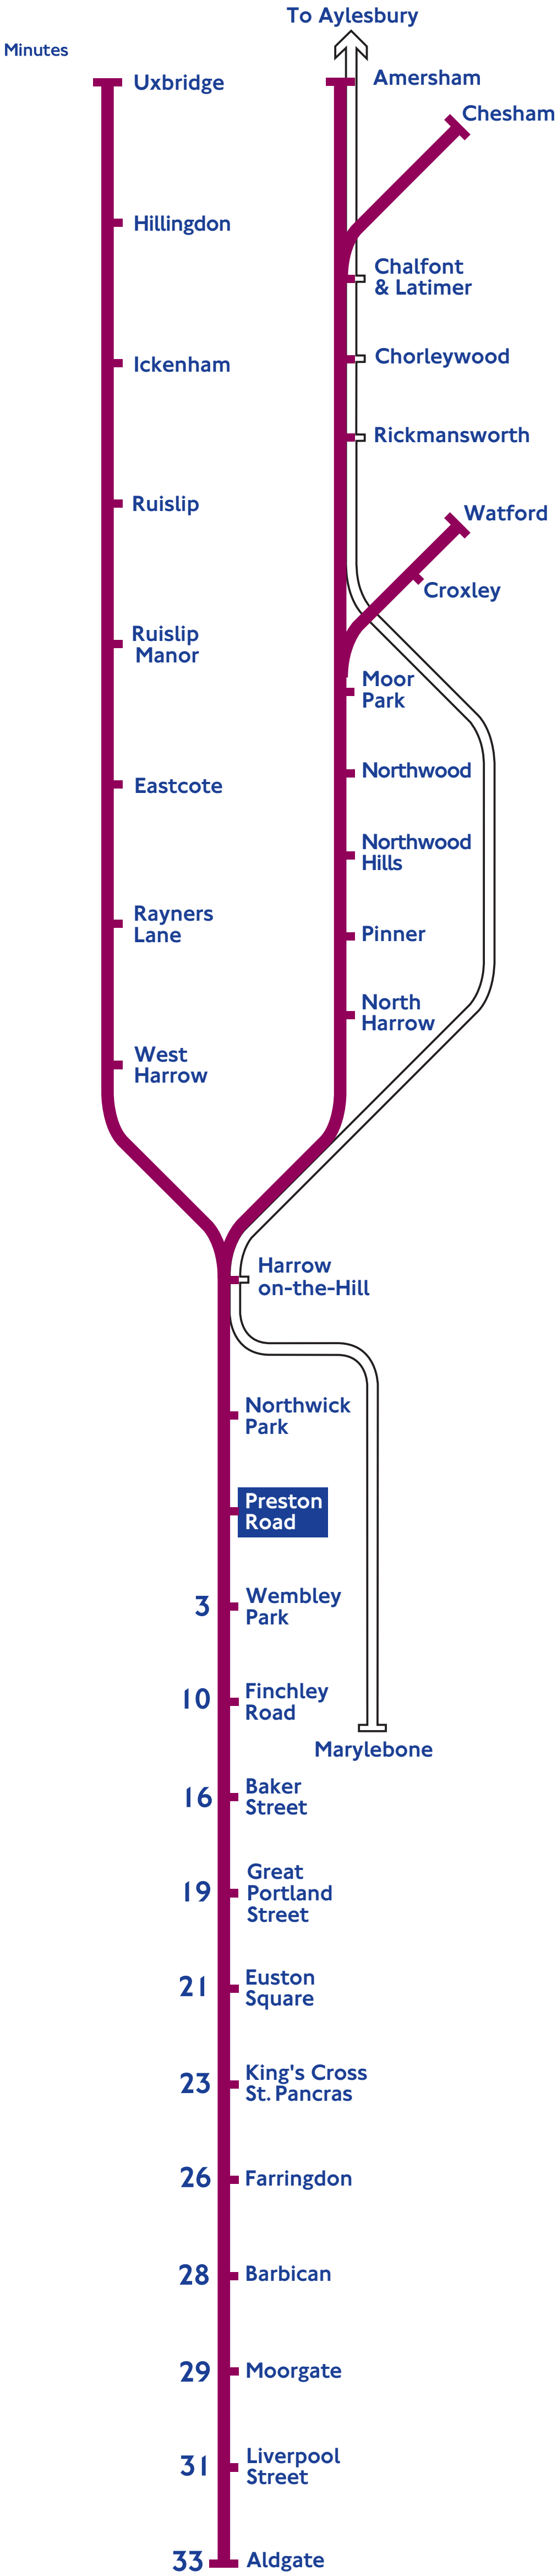 To Aylesbury
Minutes
Uxbridge
Hillingdon
Ickenham
Ruislip
Ruislip
Manor
Eastcote
Rayners
Lane
West
Harrow
Amersham
Chesham
Chalfont
& Latimer
Chorleywood
Rickmansworth
Watford
Croxley
Moor
Park
Northwood
Northwood
Hills
Pinner
North
Harrow
Harrow
on-the-Hill
Northwick
Park
Preston
Road
3 Wembley
Park
10 Finchley
Road
Marylebone
16 Baker
Street
19 Great
Portland
Street
21 Euston
Square
23 King's Cross
St. Pancras
26 Farringdon
28 Barbican
29 Moorgate
31 Liverpool
Street
33 Aldgate